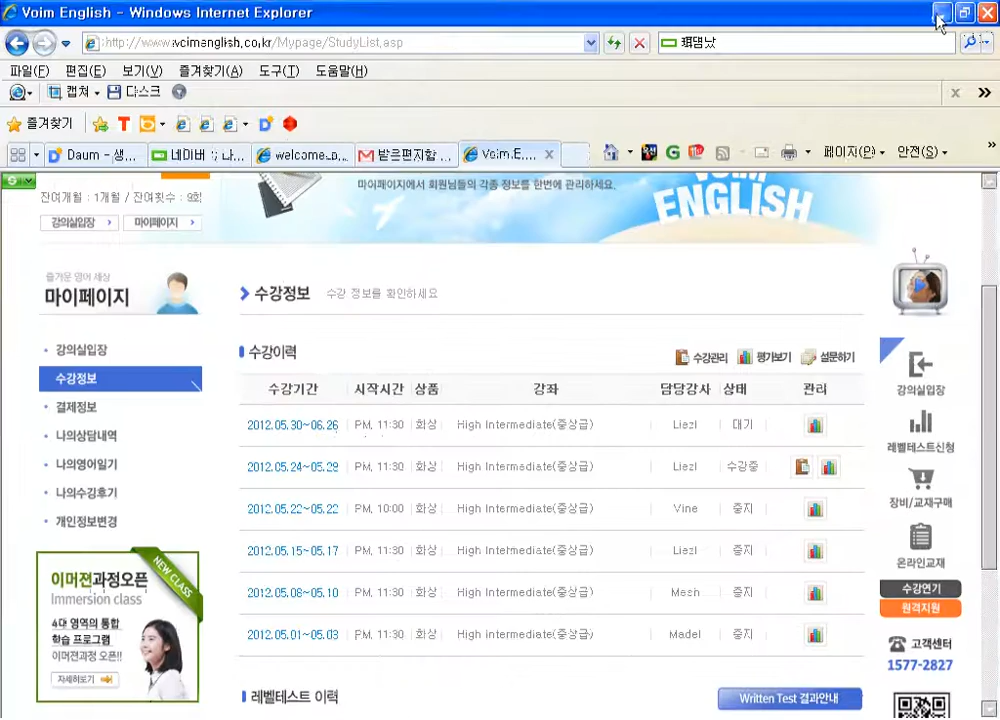 Voim English - Windows Internet Explorer
http://www.voimenglish.co.kr/Mypage/StudyList.asp
파일(F) 편집(E) 보기(V) 즐겨찾기(A) 도구(T) 도움말(H)
캡쳐 디스크
즐겨찾기
Daum - 생... 네이버 :: 나... welcome_p... 받은편지함... Voim E... 페이지(P) 안전(S)
잔여개월 : 1개월 / 잔여횟수 : 9회
마이페이지에서 회원님들의 각종 정보를 한번에 관리하세요.
VOIM
ENGLISH
강의실입장 마이페이지
즐거운 영어 세상
마이페이지
수강정보 수강 정보를 확인하세요
강의실입장
수강정보
결제정보
나의상담내역
나의영어일기
나의수강후기
개인정보변경
수강이력 수강관리 평가보기 설문하기
수강기간 시작시간 상품 강좌 담당강사 상태 관리
2012.05.30~06.26 PM. 11:30 화상 High Intermediate(중상급) Liezl 대기
2012.05.24~05.29 PM. 11:30 화상 High Intermediate(중상급) Liezl 수강중
2012.05.22~05.22 PM. 10:00 화상 High Intermediate(중상급) Vine 중지
2012.05.15~05.17 PM. 11:30 화상 High Intermediate(중상급) Liezl 중지
2012.05.08~05.10 PM. 11:30 화상 High Intermediate(중상급) Mesh 중지
2012.05.01~05.03 PM. 11:30 화상 High Intermediate(중상급) Madel 중지
레벨테스트 이력 Written Test 결과안내
NEW CLASS
이머젼과정오픈
Immersion class
4대 영역의 통합
학습 프로그램
이머젼과정 오픈!!
자세히보기
강의실입장
레벨테스트신청
장비/교재구매
온라인교재
수강연기
원격지원
고객센터
1577-2827